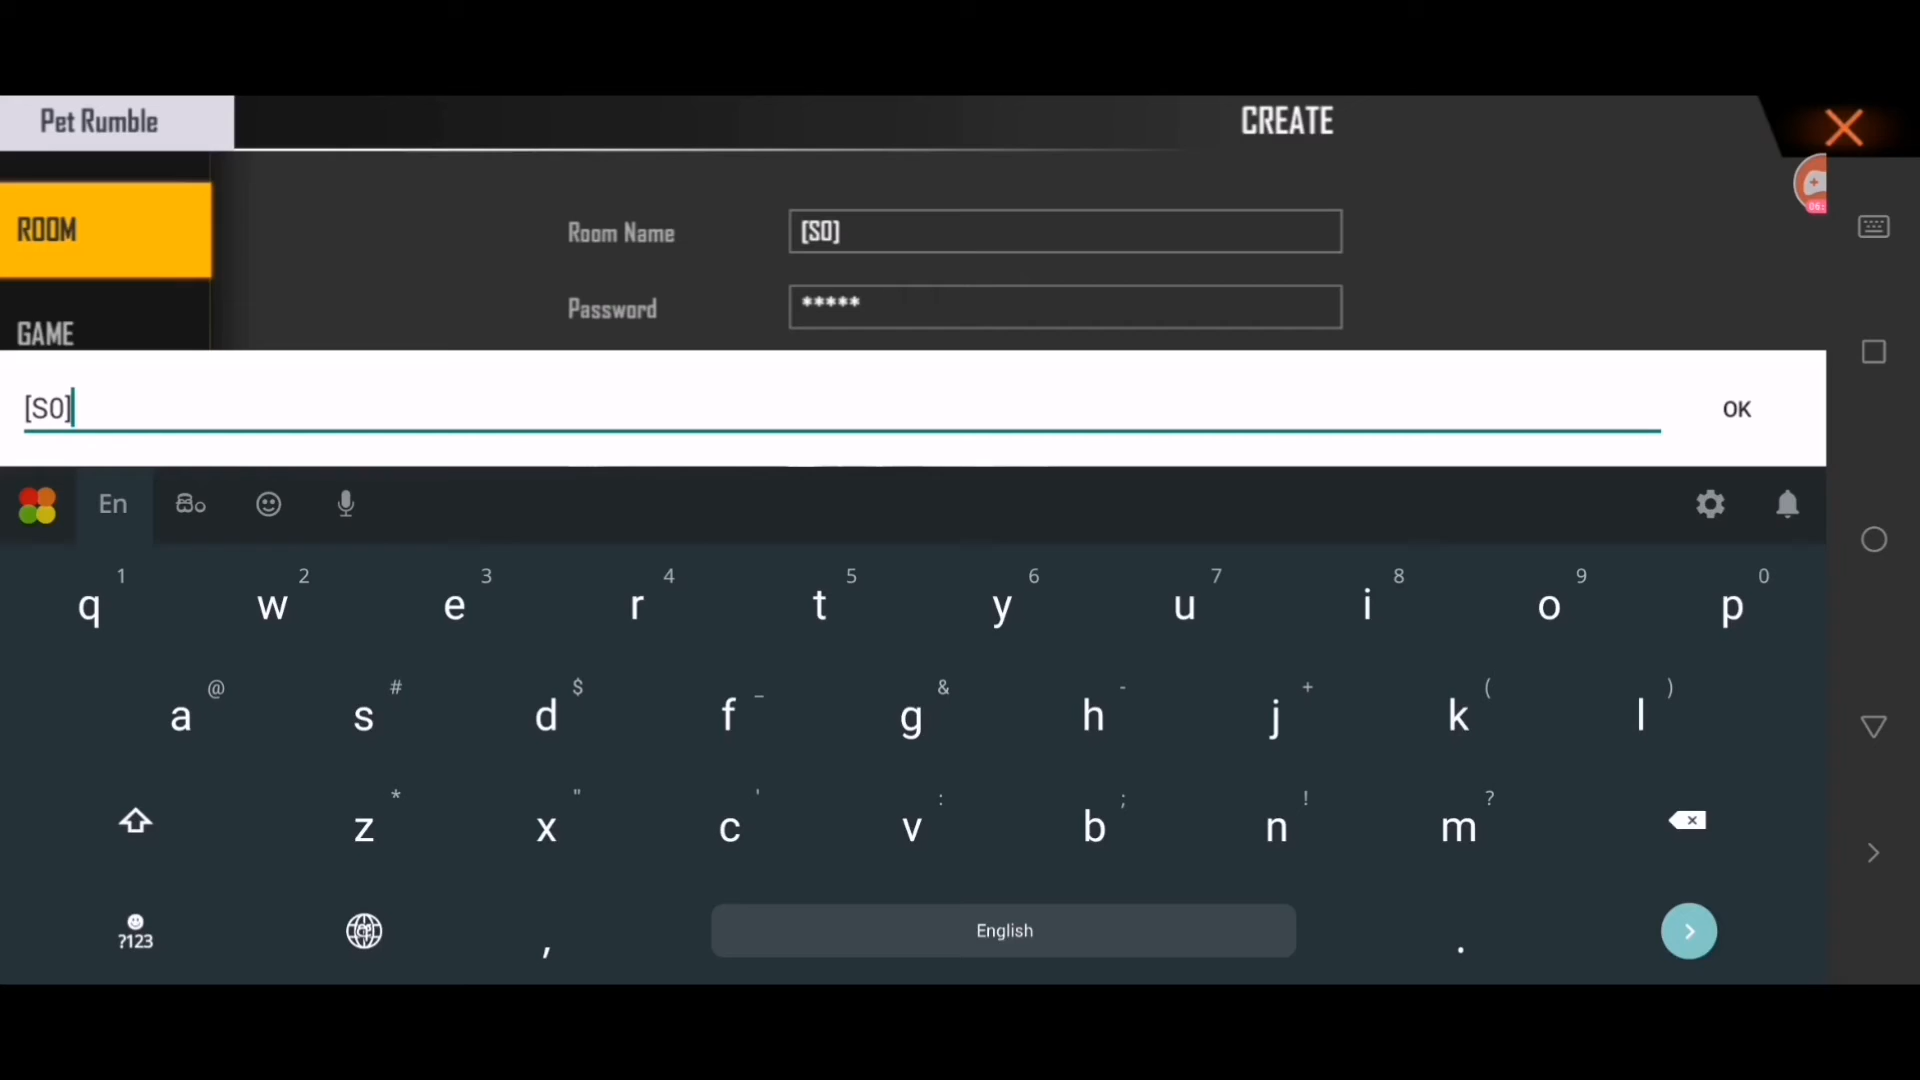 Pet Rumble
CREATE
ROOM
Room Name
[SO]
Password
*****
GAME
[SO]
OK
En
සිං
1 2 3 4 5 6 7 8 9 0
q w e r t y u i o p
@ # $ _ & - + ( )
a s d f g h j k l
* " ' : ; ! ?
z x c v b n m
?123
,
English
.